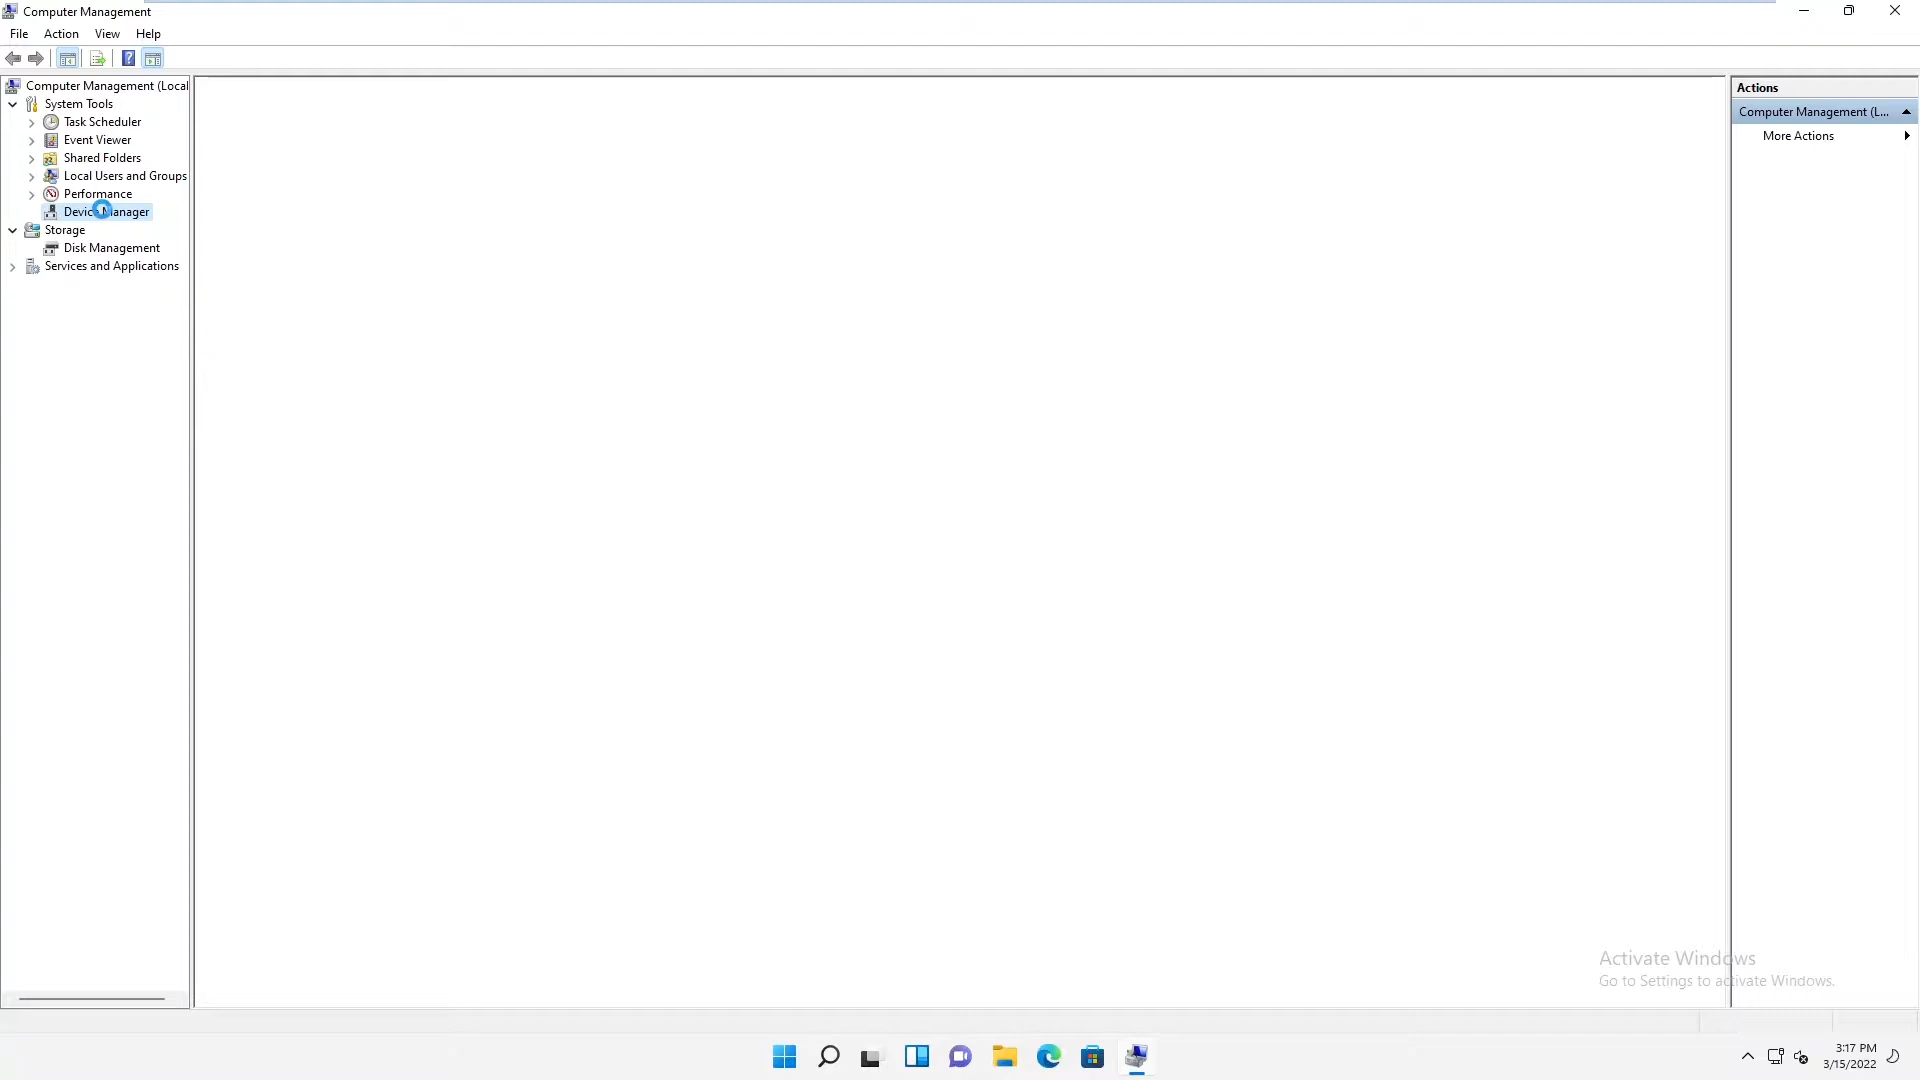 Computer Management
File Action View Help
Computer Management (Local
System Tools
Task Scheduler
Event Viewer
Shared Folders
Local Users and Groups
Performance
Device Manager
Storage
Disk Management
Services and Applications
Actions
Computer Management (L...
More Actions
Activate Windows
Go to Settings to activate Windows.
3:17 PM
3/15/2022